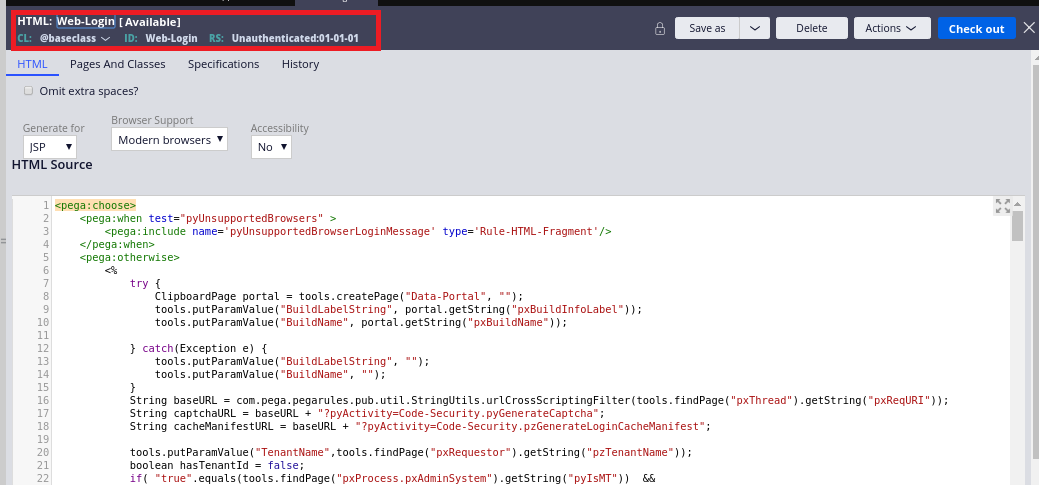 HTML: Web-Login [ Available]
CL: @baseclass ID: Web-Login RS: Unauthenticated:01-01-01
Save as Delete Actions Check out
HTML Pages And Classes Specifications History
Omit extra spaces?
Generate for Browser Support Accessibility
JSP Modern browsers No
HTML Source
1 <pega:choose>
2 <pega:when test="pyUnsupportedBrowsers" >
3 <pega:include name='pyUnsupportedBrowserLoginMessage' type='Rule-HTML-Fragment'/>
4 </pega:when>
5 <pega:otherwise>
6 <%
7 try {
8 ClipboardPage portal = tools.createPage("Data-Portal", "");
9 tools.putParamValue("BuildLabelString", portal.getString("pxBuildInfoLabel"));
10 tools.putParamValue("BuildName", portal.getString("pxBuildName"));
11
12 } catch(Exception e) {
13 tools.putParamValue("BuildLabelString", "");
14 tools.putParamValue("BuildName", "");
15 }
16 String baseURL = com.pega.pegarules.pub.util.StringUtils.urlCrossScriptingFilter(tools.findPage("pxThread").getString("pxReqURI"));
17 String captchaURL = baseURL + "?pyActivity=Code-Security.pyGenerateCaptcha";
18 String cacheManifestURL = baseURL + "?pyActivity=Code-Security.pzGenerateLoginCacheManifest";
19
20 tools.putParamValue("TenantName",tools.findPage("pxRequestor").getString("pzTenantName"));
21 boolean hasTenantId = false;
22 if( "true".equals(tools.findPage("pxProcess.pxAdminSystem").getString("pyIsMT")) &&